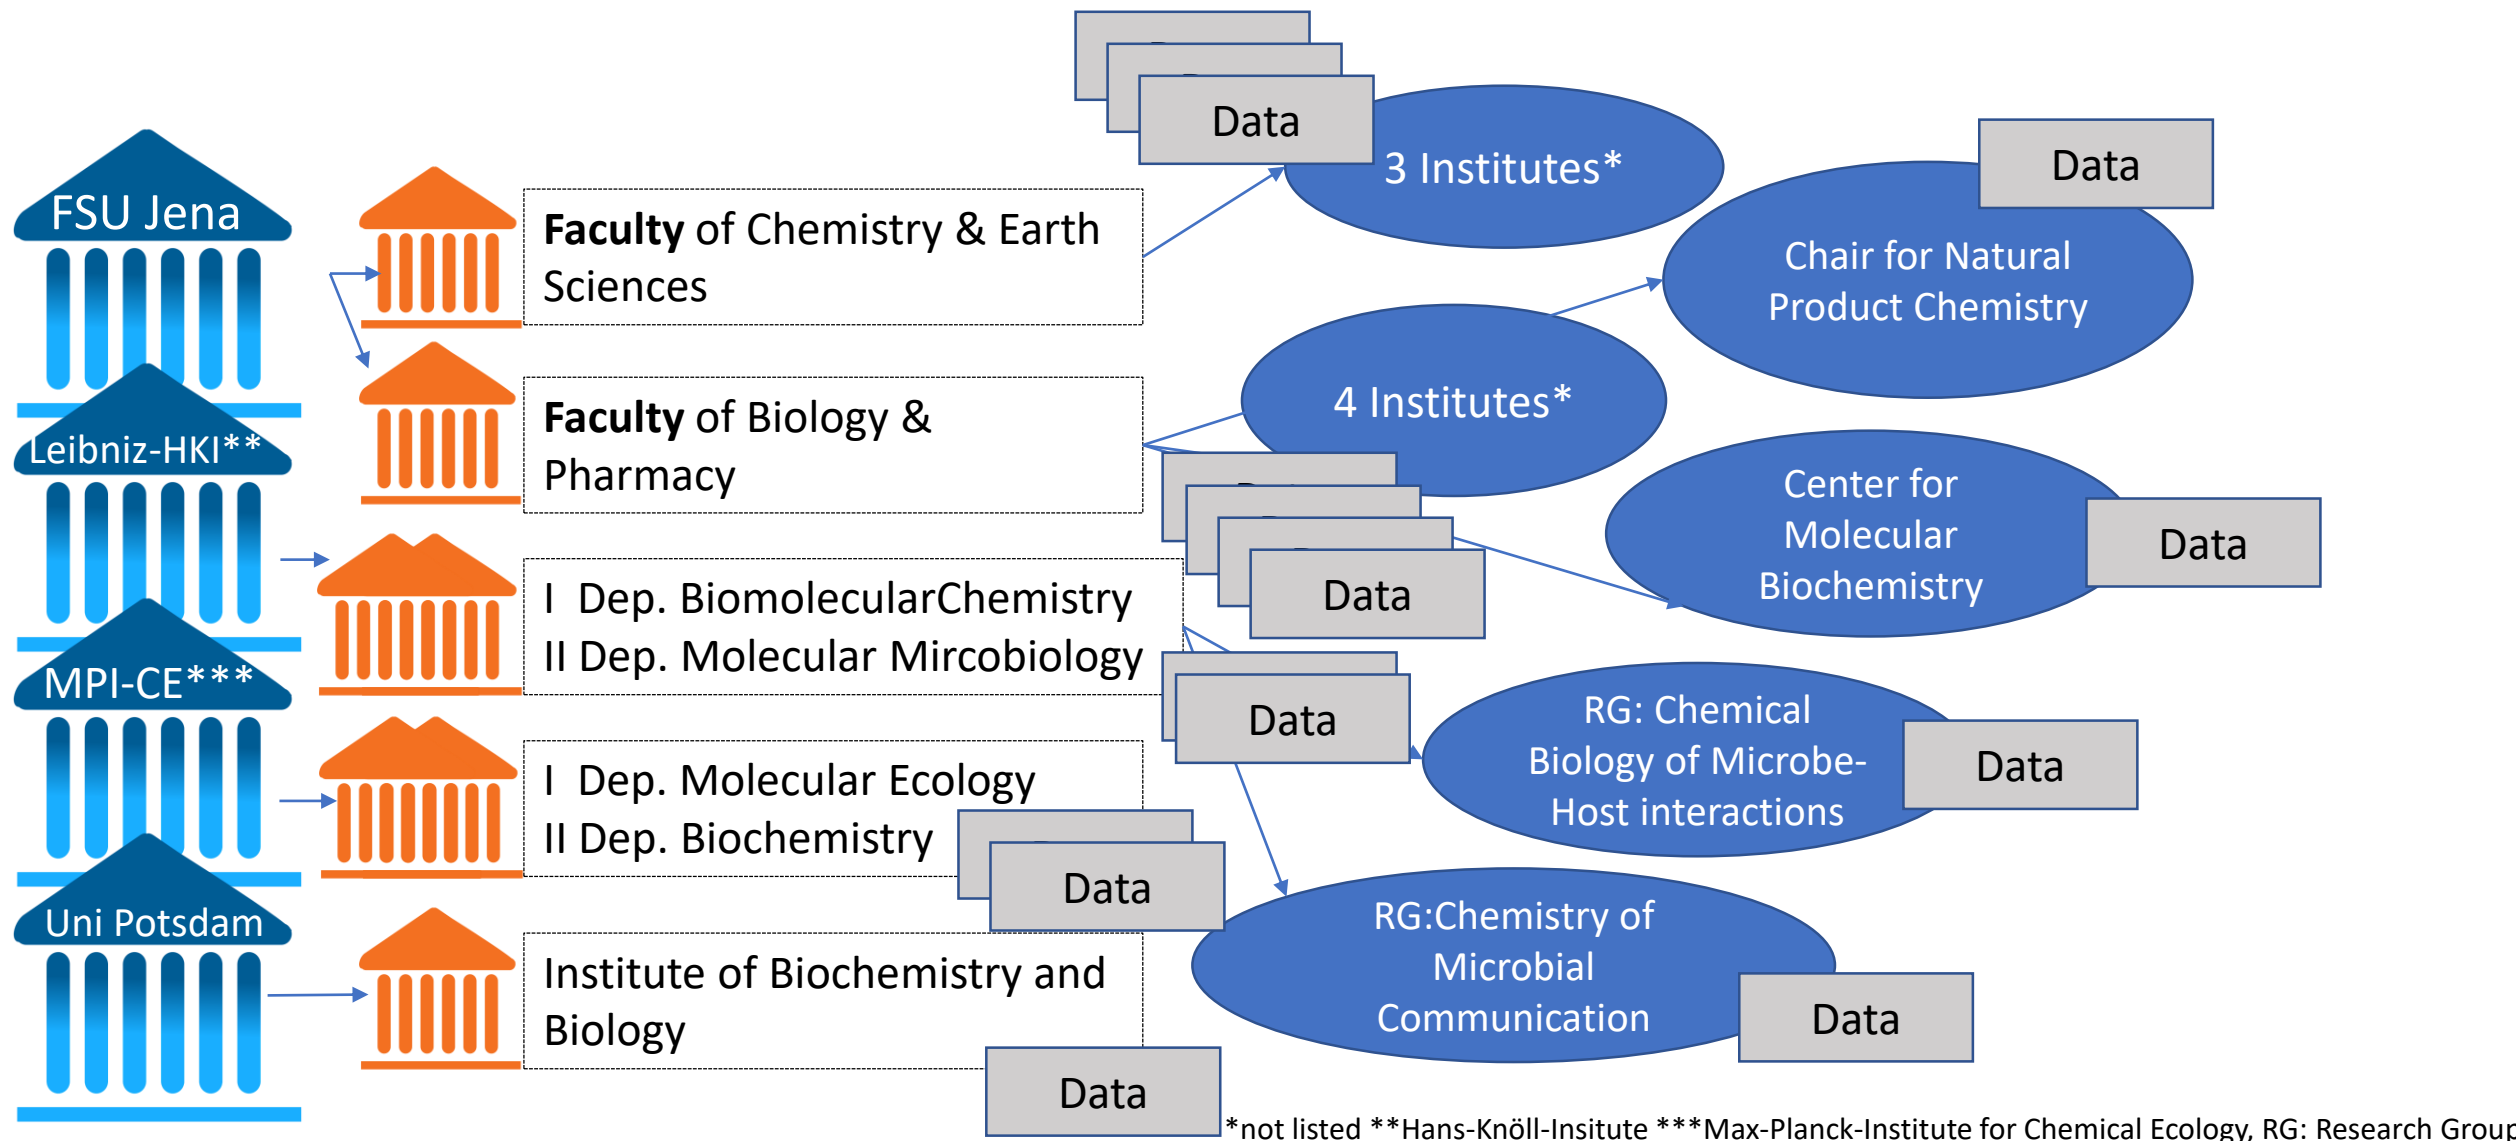 Data
3 Institutes*
Data
FSU Jena
Faculty of Chemistry & Earth
Sciences
Chair for Natural
Product Chemistry
Faculty of Biology &
Pharmacy
4 Institutes*
Leibniz-HKI**
Center for
Molecular
Biochemistry
Data
Data
I Dep. BiomolecularChemistry
II Dep. Molecular Mircobiology
MPI-CE***
Data
RG: Chemical
Biology of Microbe-
Host interactions
Data
I Dep. Molecular Ecology
II Dep. Biochemistry
Data
Uni Potsdam
RG:Chemistry of
Microbial
Communication
Data
Institute of Biochemistry and
Biology
Data
*not listed **Hans-Knöll-Insitute ***Max-Planck-Institute for Chemical Ecology, RG: Research Group